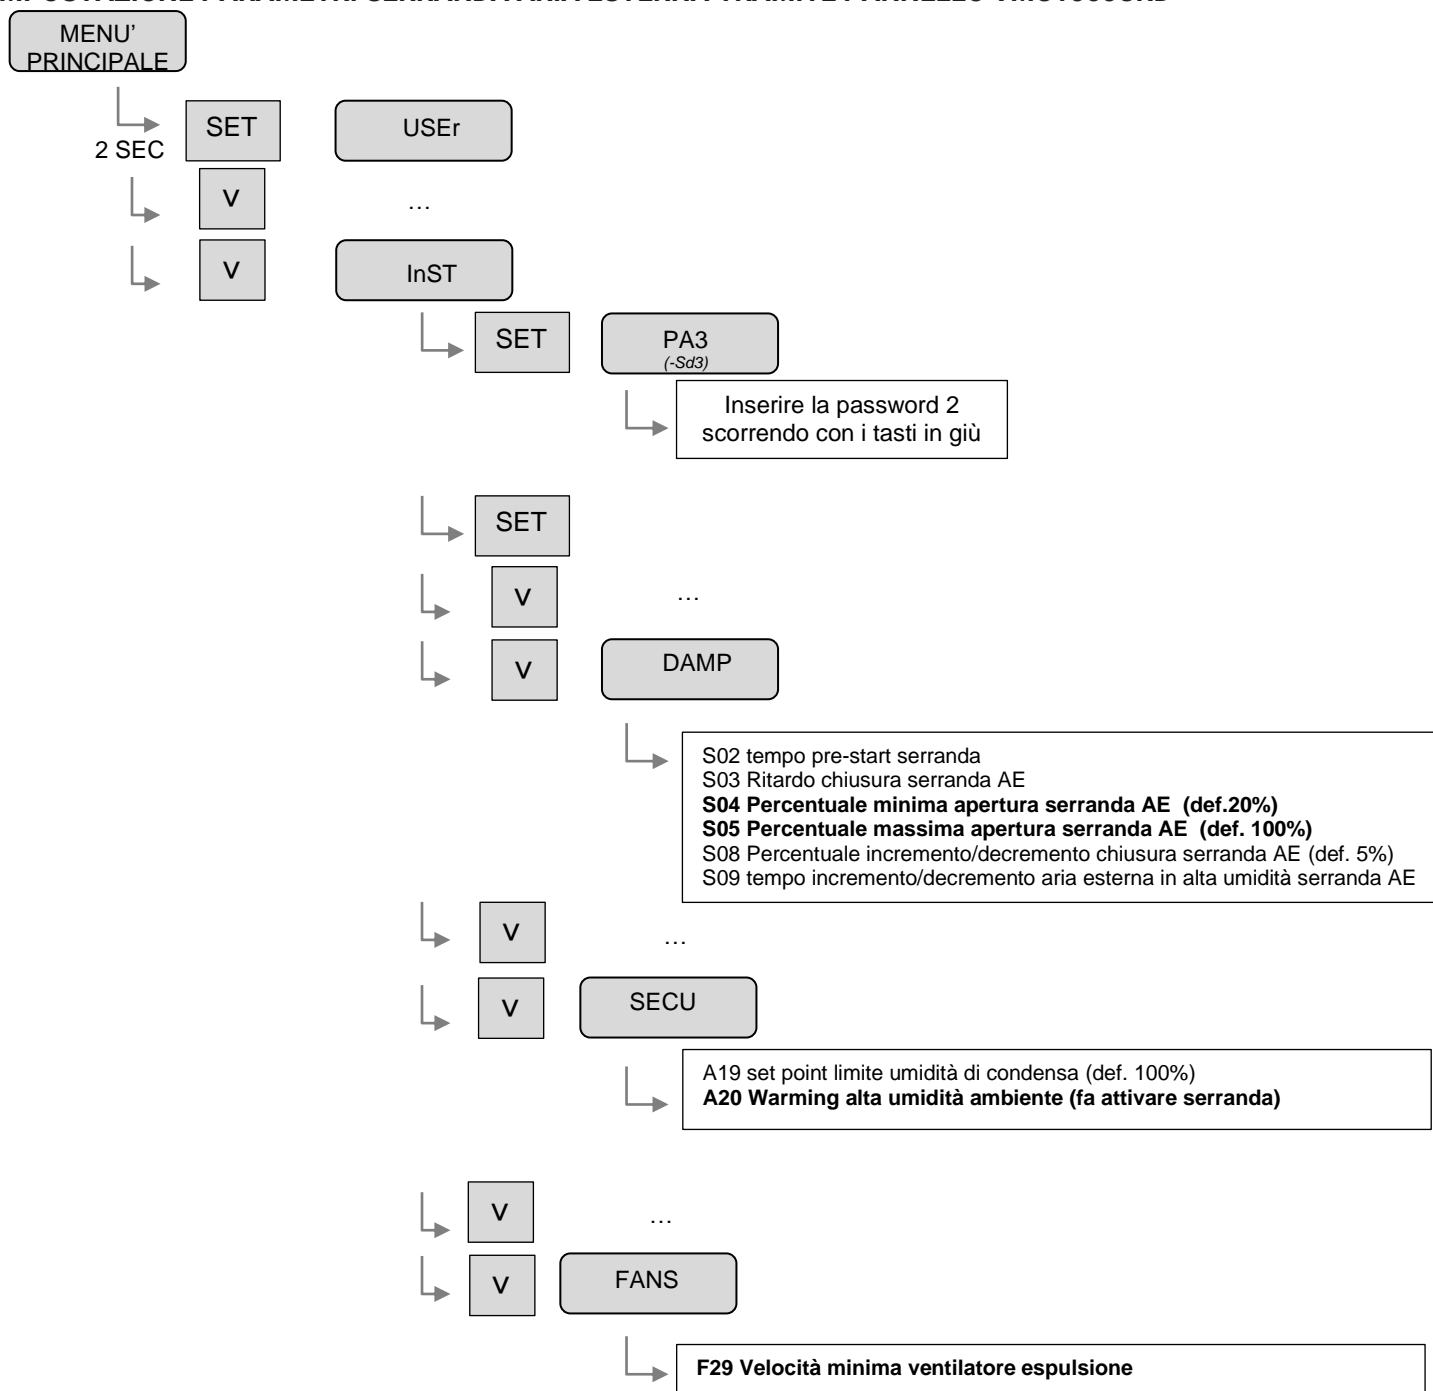 MENU'
PRINCIPALE
2 SEC
SET
USEr
V
...
V
InST
SET
PA3
(-Sd3)
Inserire la password 2
scorrendo con i tasti in giù
SET
V
...
V
DAMP
S02 tempo pre-start serranda
S03 Ritardo chiusura serranda AE
S04 Percentuale minima apertura serranda AE (def.20%)
S05 Percentuale massima apertura serranda AE (def. 100%)
S08 Percentuale incremento/decremento chiusura serranda AE (def. 5%)
S09 tempo incremento/decremento aria esterna in alta umidità serranda AE
V
...
V
SECU
A19 set point limite umidità di condensa (def. 100%)
A20 Warming alta umidità ambiente (fa attivare serranda)
V
...
V
FANS
F29 Velocità minima ventilatore espulsione